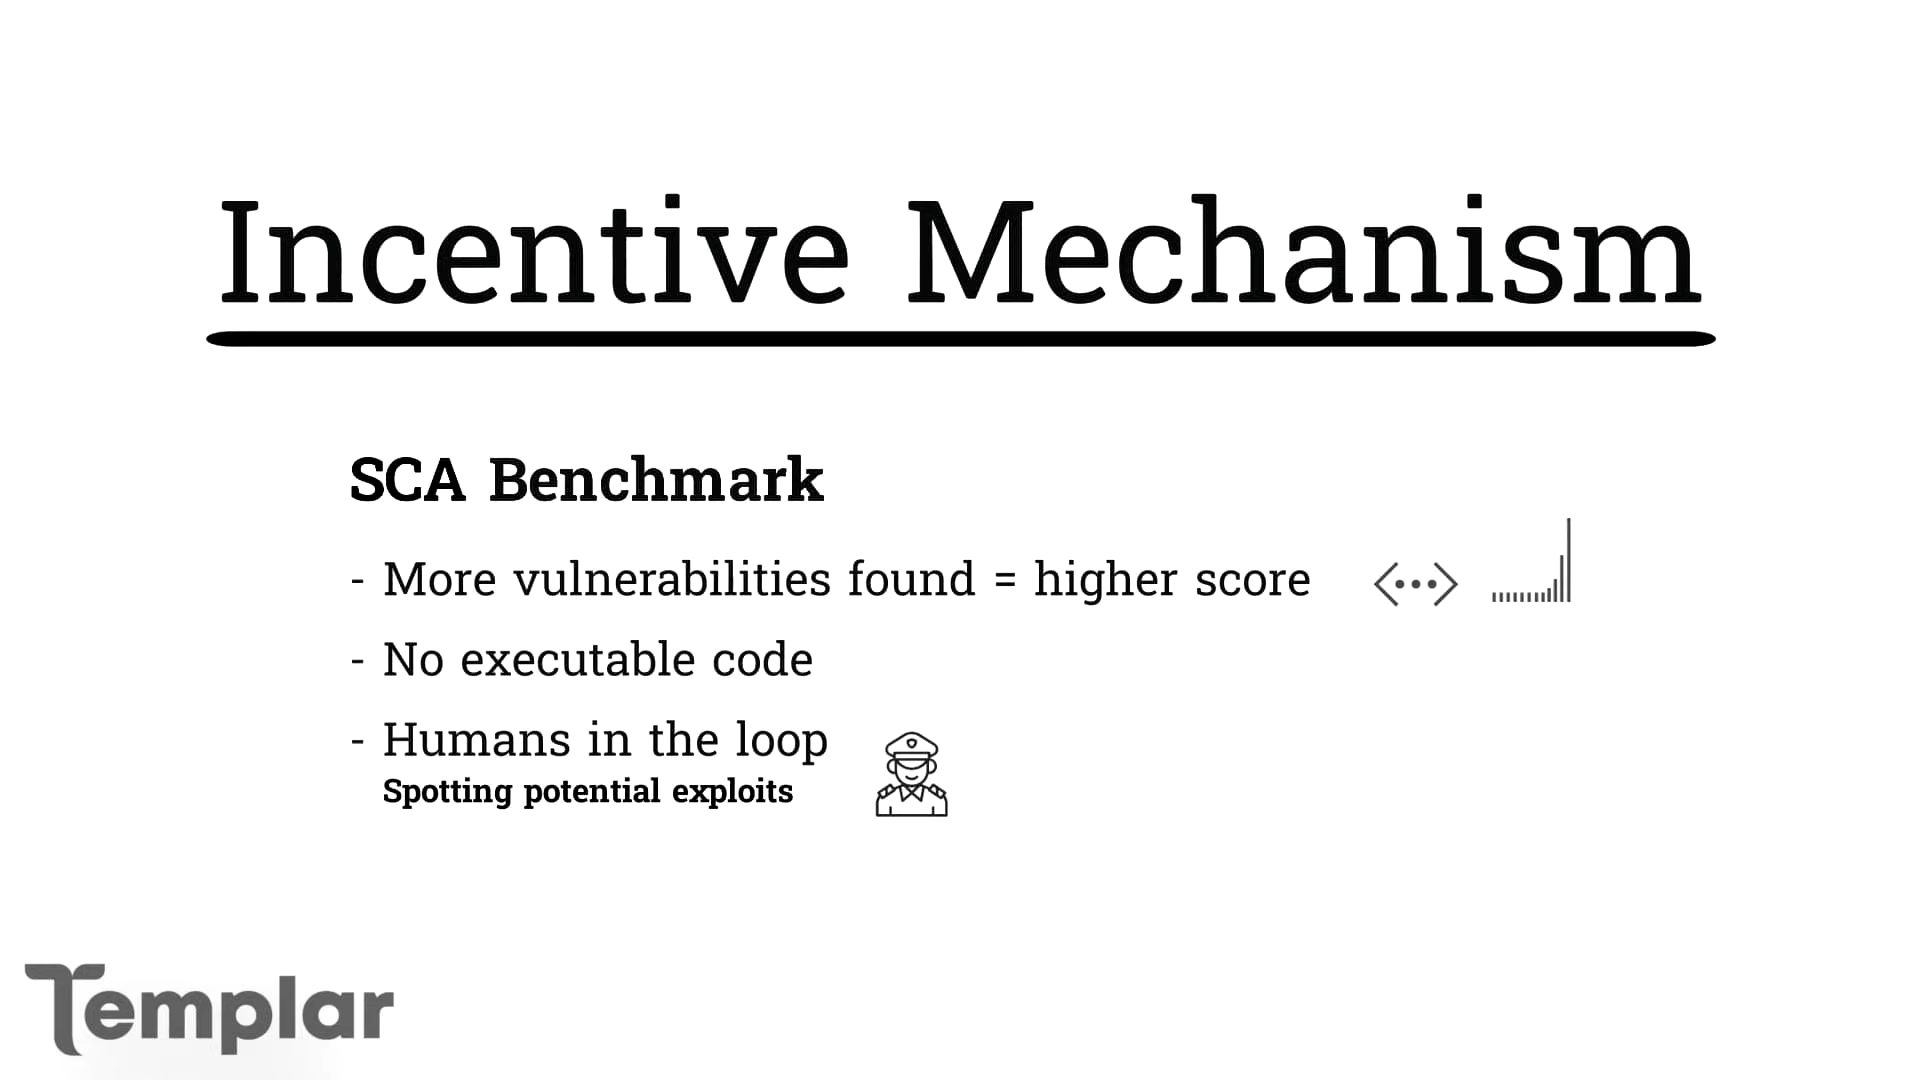 Incentive Mechanism
SCA Benchmark
- More vulnerabilities found = higher score
- No executable code
- Humans in the loop
Spotting potential exploits
Templar